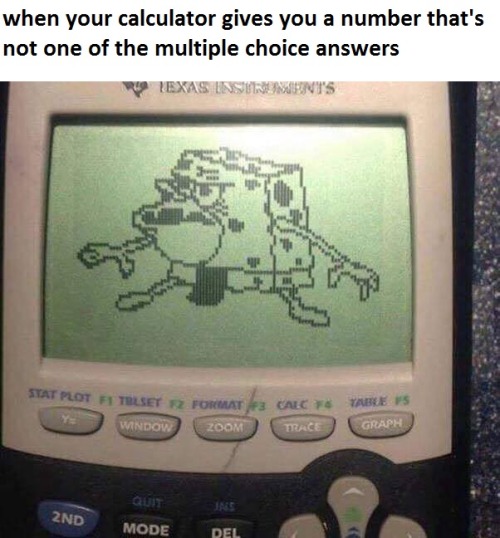 when your calculator gives you a number that's
not one of the multiple choice answers
TEXAS INSTRUMENTS
STAT PLOT F1 TBLSET F2 FORMAT F3 CALC F4 TABLE F5
Y= WINDOW ZOOM TRACE GRAPH
QUIT INS
2ND MODE DEL